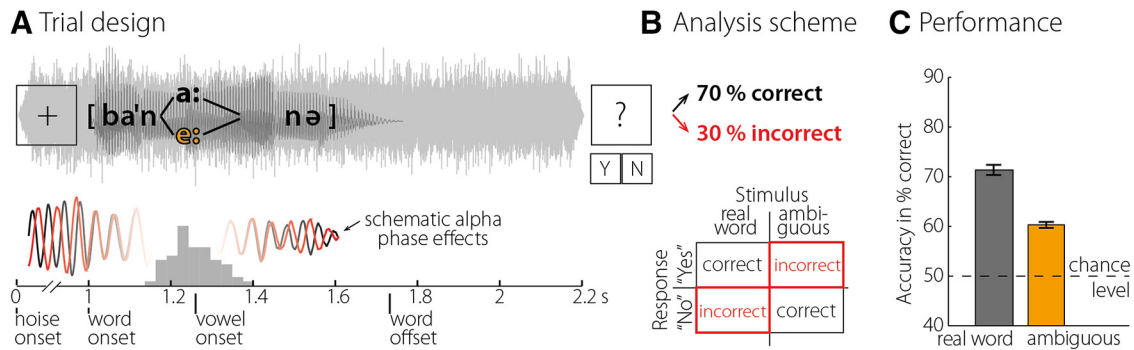 A Trial design
[ ba'n a: nə ]
e:
+
?
Y N
schematic alpha
phase effects
0 1 1.2 1.4 1.6 1.8 2 2.2 s
noise
onset
word
onset
vowel
onset
word
offset
B Analysis scheme
70 % correct
30 % incorrect
Stimulus
real
word
ambi-
guous
Response
"Yes"
correct incorrect
"No"
incorrect correct
C Performance
Accuracy in % correct
90
80
70
60
50
40
chance
level
real word ambiguous